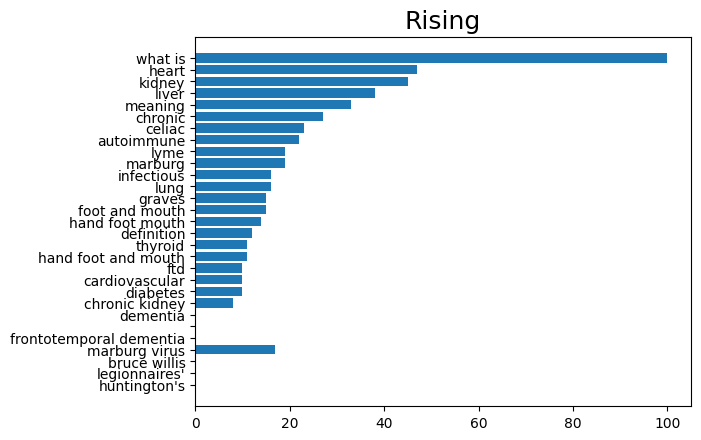 Rising
what is
heart
kidney
liver
meaning
chronic
celiac
autoimmune
lyme
marburg
infectious
lung
graves
foot and mouth
hand foot mouth
definition
thyroid
hand foot and mouth
ftd
cardiovascular
diabetes
chronic kidney
dementia
frontotemporal dementia
marburg virus
bruce willis
legionnaires'
huntington's
0 20 40 60 80 100